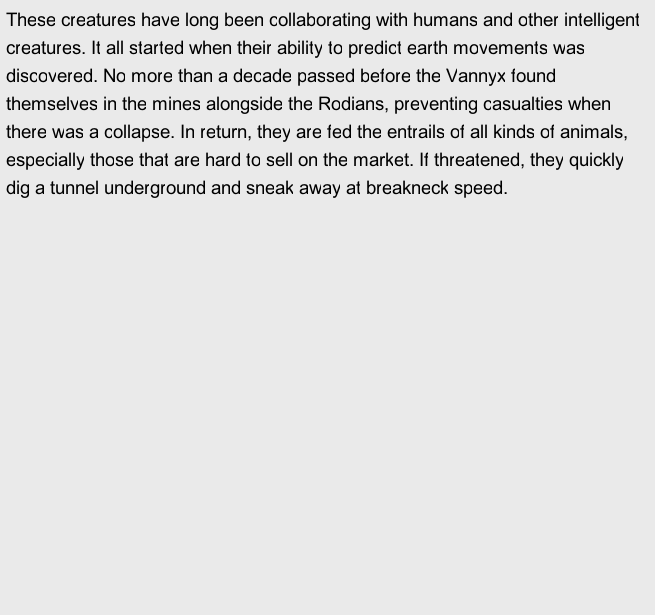 These creatures have long been collaborating with humans and other intelligent
creatures. It all started when their ability to predict earth movements was
discovered. No more than a decade passed before the Vannyx found
themselves in the mines alongside the Rodians, preventing casualties when
there was a collapse. In return, they are fed the entrails of all kinds of animals,
especially those that are hard to sell on the market. If threatened, they quickly
dig a tunnel underground and sneak away at breakneck speed.